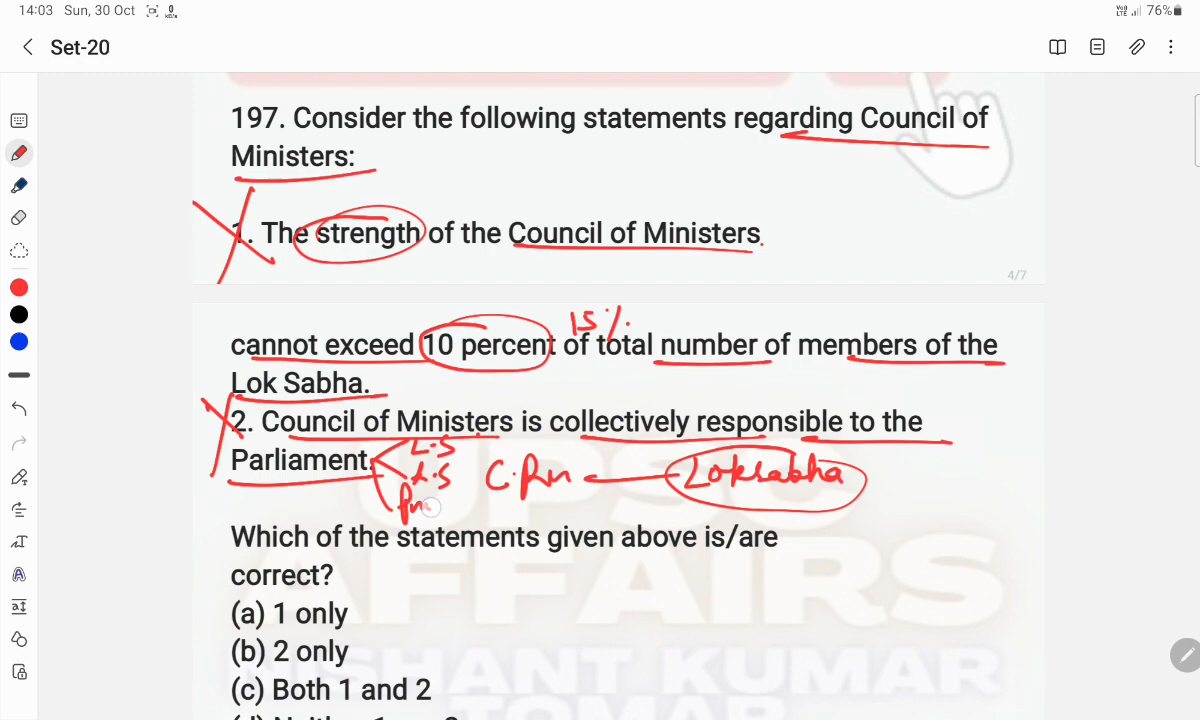 14:03 Sun, 30 Oct
76%
Set-20
197. Consider the following statements regarding Council of
Ministers:
1. The strength of the Council of Ministers
4/7
15%
cannot exceed 10 percent of total number of members of the
Lok Sabha.
2. Council of Ministers is collectively responsible to the
Parliament.
L.S
Loksabha
Which of the statements given above is/are
correct?
(a) 1 only
(b) 2 only
(c) Both 1 and 2
UPSC
AFFAIRS
NISHANT KUMAR
TOMAR